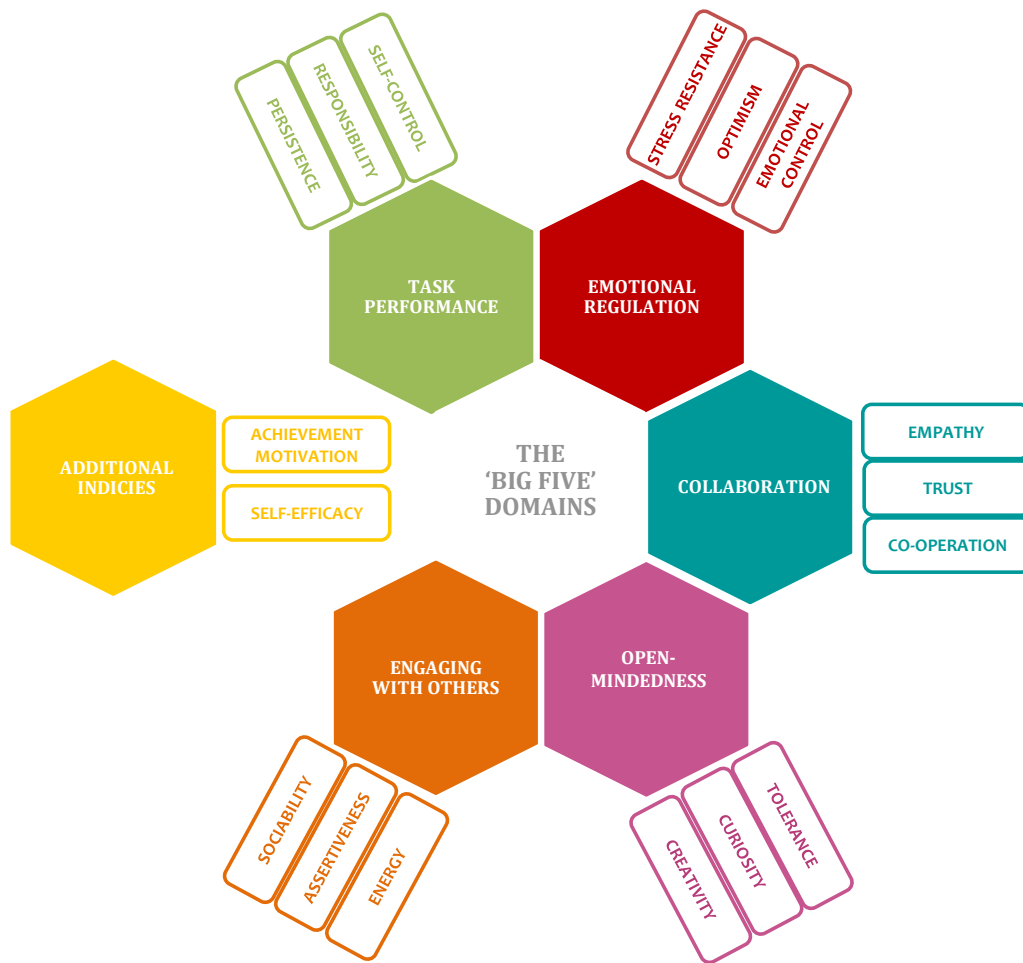 PERSISTENCE
RESPONSIBILITY
SELF-CONTROL
STRESS RESISTANCE
OPTIMISM
EMOTIONAL
CONTROL
TASK
PERFORMANCE
EMOTIONAL
REGULATION
ADDITIONAL
INDICIES
ACHIEVEMENT
MOTIVATION
SELF-EFFICACY
THE
‘BIG FIVE’
DOMAINS
COLLABORATION
EMPATHY
TRUST
CO-OPERATION
ENGAGING
WITH OTHERS
OPEN-
MINDEDNESS
SOCIABILITY
ASSERTIVENESS
ENERGY
CREATIVITY
CURIOSITY
TOLERANCE